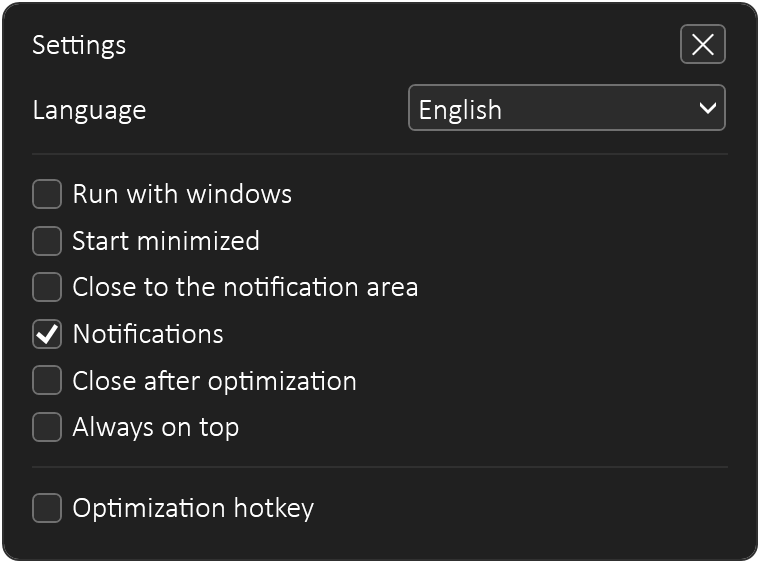 Settings
Language
English
Run with windows
Start minimized
Close to the notification area
Notifications
Close after optimization
Always on top
Optimization hotkey